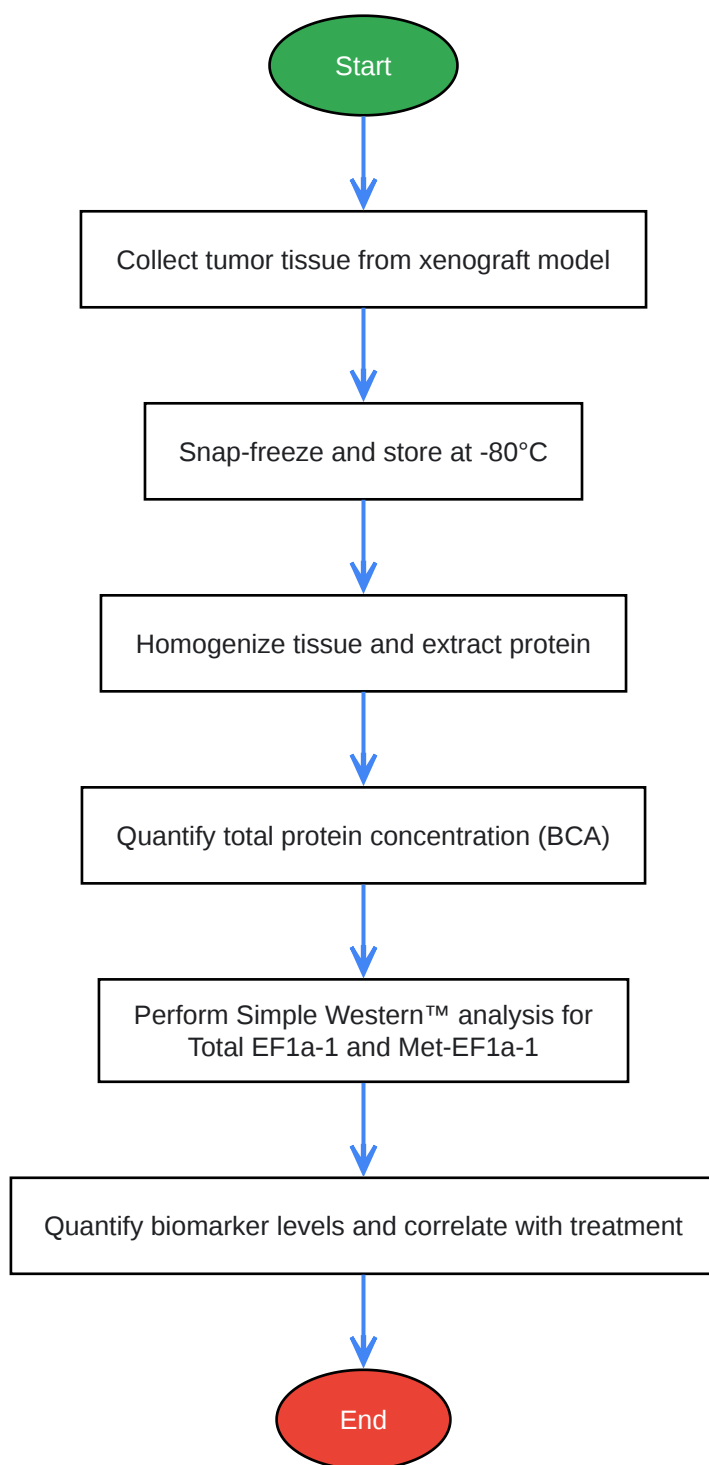 Start
Collect tumor tissue from xenograft model
Snap-freeze and store at -80°C
Homogenize tissue and extract protein
Quantify total protein concentration (BCA)
Perform Simple Western™ analysis for
Total EF1a-1 and Met-EF1a-1
Quantify biomarker levels and correlate with treatment
End